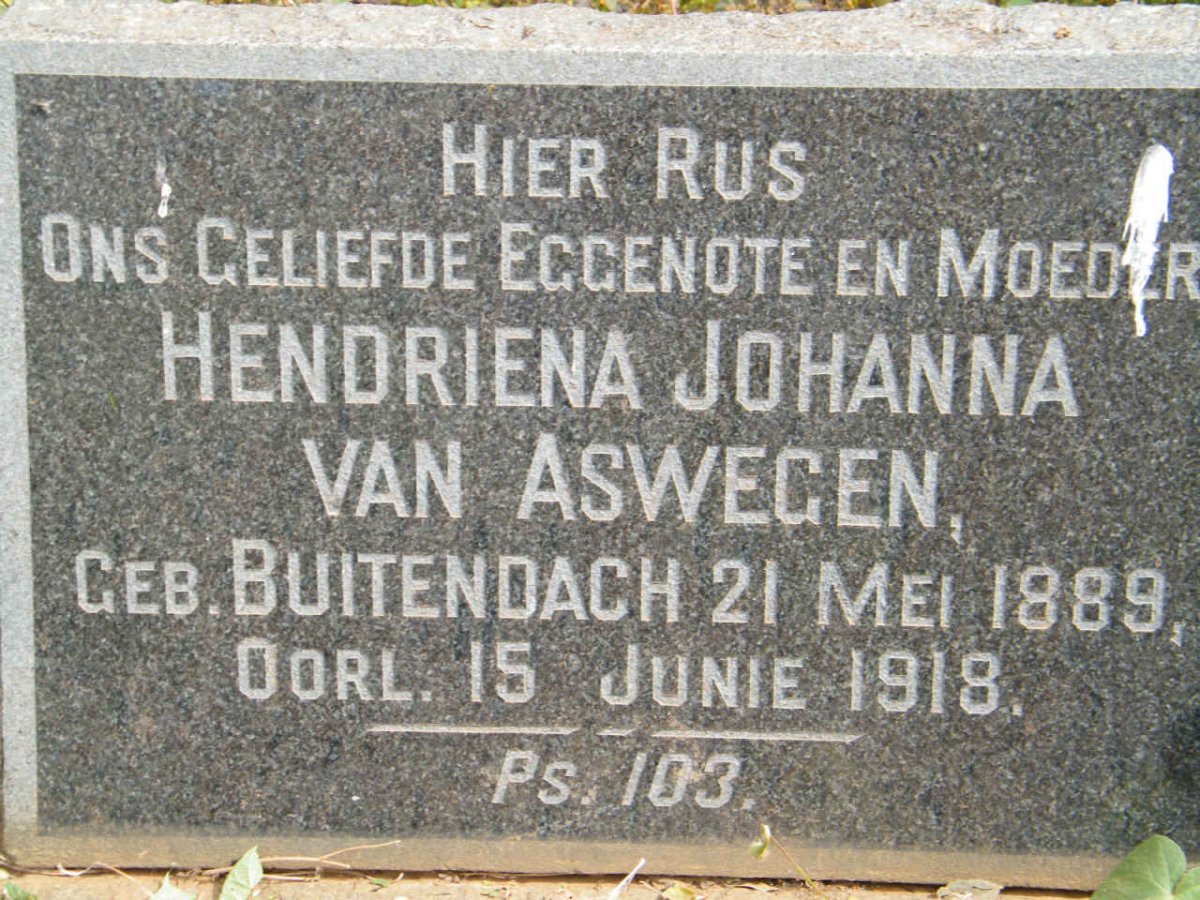 HIER RUS
ONS GELIEFDE EGGENOTE EN MOEDER
HENDRIENA JOHANNA
VAN ASWEGEN,
GEB. BUITENDACH 21 MEI 1889,
OORL. 15 JUNIE 1918.
PS. 103.